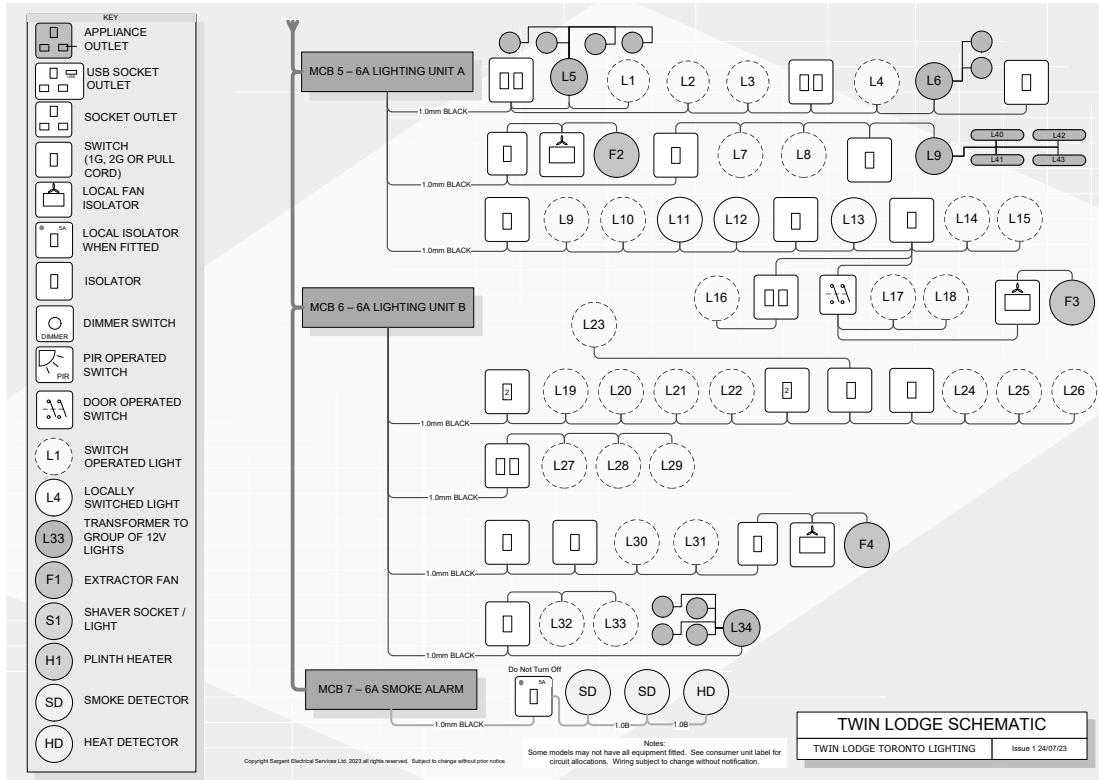 KEY
APPLIANCE
OUTLET
USB SOCKET
OUTLET
SOCKET OUTLET
SWITCH
(1G, 2G OR PULL
CORD)
LOCAL FAN
ISOLATOR
5A
LOCAL ISOLATOR
WHEN FITTED
ISOLATOR
DIMMER
DIMMER SWITCH
PIR
PIR OPERATED
SWITCH
DOOR OPERATED
SWITCH
L1
SWITCH
OPERATED LIGHT
L4
LOCALLY
SWITCHED LIGHT
L33
TRANSFORMER TO
GROUP OF 12V
LIGHTS
F1
EXTRACTOR FAN
S1
SHAVER SOCKET /
LIGHT
H1
PLINTH HEATER
SD
SMOKE DETECTOR
HD
HEAT DETECTOR
MCB 5 – 6A LIGHTING UNIT A
L5 L1 L2 L3 L4 L6
1.0mm BLACK
F2 L7 L8 L9 L40 L42
L41 L43
1.0mm BLACK
L9 L10 L11 L12 L13 L14 L15
1.0mm BLACK
L16 L17 L18 F3
MCB 6 – 6A LIGHTING UNIT B
L23
2 L19 L20 L21 L22 2 L24 L25 L26
1.0mm BLACK
L27 L28 L29
1.0mm BLACK
L30 L31 F4
1.0mm BLACK
L32 L33 L34
1.0mm BLACK
MCB 7 – 6A SMOKE ALARM
Do Not Turn Off
5A
SD SD HD
1.0mm BLACK 1.0B 1.0B
Copyright Sargent Electrical Services Ltd. 2023 all rights reserved. Subject to change without prior notice.
Notes:
Some models may not have all equipment fitted. See consumer unit label for
circuit allocations. Wiring subject to change without notification.
TWIN LODGE SCHEMATIC
TWIN LODGE TORONTO LIGHTING
Issue 1 24/07/23